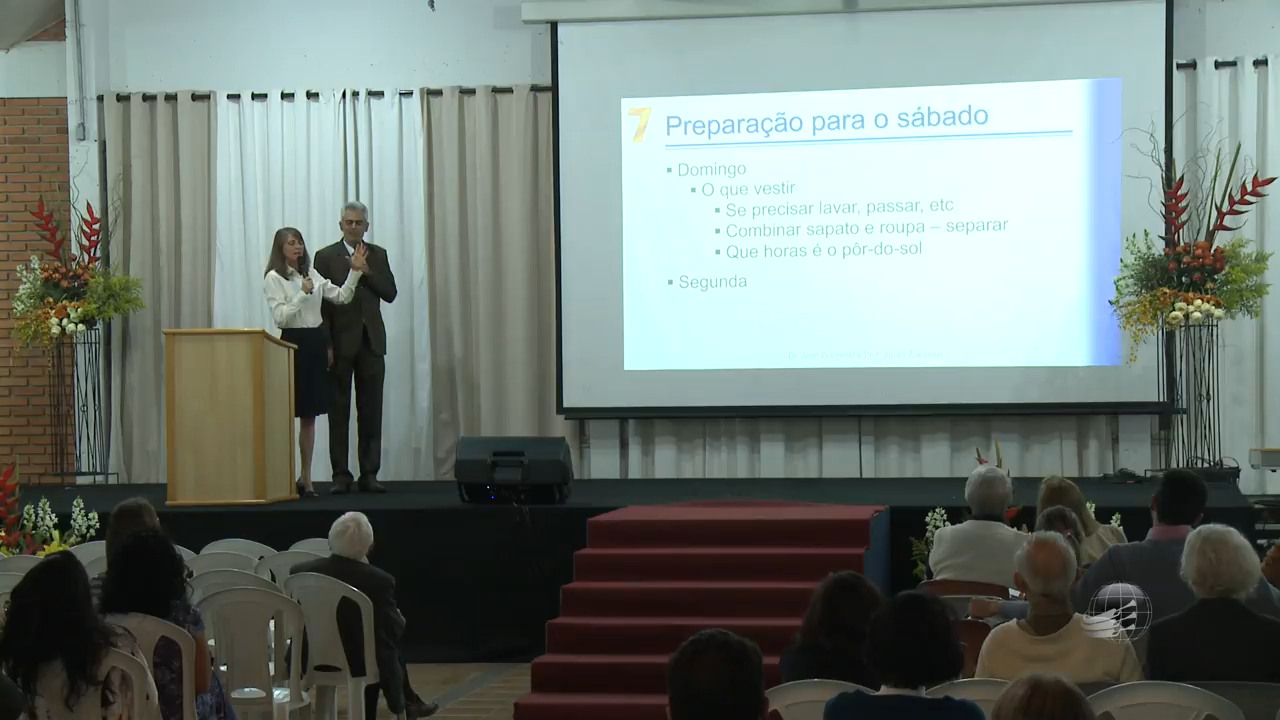 7 Preparação para o sábado
▪ Domingo
▪ O que vestir
▪ Se precisar lavar, passar, etc
▪ Combinar sapato e roupa – separar
▪ Que horas é o pôr-do-sol
▪ Segunda